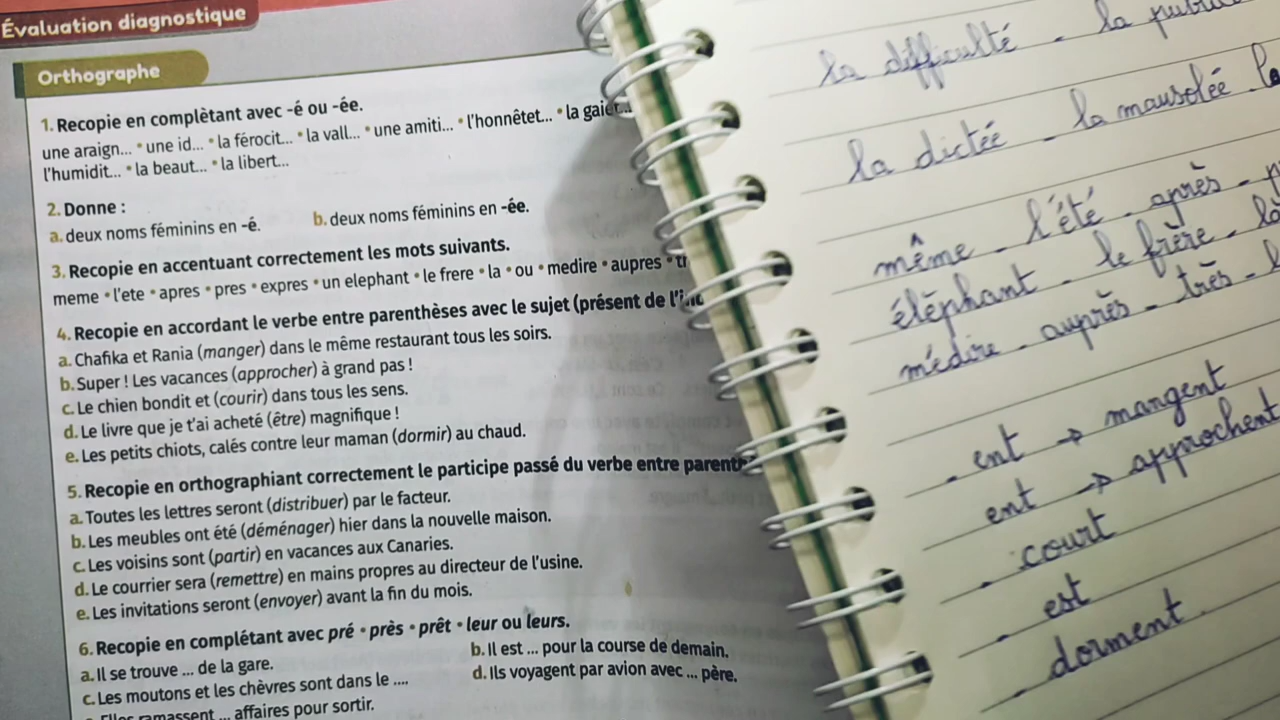 Évaluation diagnostique
Orthographe
1. Recopie en complètant avec -é ou -ée.
une araign... • une id... • la férocit... • la vall... • une amiti... • l'honnêtet... • la gaiet...
l'humidit... • la beaut... • la libert...
2. Donne :
a. deux noms féminins en -é. b. deux noms féminins en -ée.
3. Recopie en accentuant correctement les mots suivants.
meme • l'ete • apres • pres • expres • un elephant • le frere • la • ou • medire • aupres •
4. Recopie en accordant le verbe entre parenthèses avec le sujet (présent de
a. Chafika et Rania (manger) dans le même restaurant tous les soirs.
b. Super ! Les vacances (approcher) à grand pas !
c. Le chien bondit et (courir) dans tous les sens.
d. Le livre que je t'ai acheté (être) magnifique !
e. Les petits chiots, calés contre leur maman (dormir) au chaud.
5. Recopie en orthographiant correctement le participe passé du verbe entre
a. Toutes les lettres seront (distribuer) par le facteur.
b. Les meubles ont été (déménager) hier dans la nouvelle maison.
c. Les voisins sont (partir) en vacances aux Canaries.
d. Le courrier sera (remettre) en mains propres au directeur de l'usine.
e. Les invitations seront (envoyer) avant la fin du mois.
6. Recopie en complétant avec pré • près • prêt • leur ou leurs.
a. Il se trouve ... de la gare. b. Il est ... pour la course de demain.
c. Les moutons et les chèvres sont dans le .... d. Ils voyagent par avion avec ... père.
ramassent ... affaires pour sortir.
la difficulté - la
la dictée - la mausolée
même - l'été - après -
éléphant - le frère -
médire - auprès - très -
- ent → mangent
ent → approchent
- court
- est
- dorment